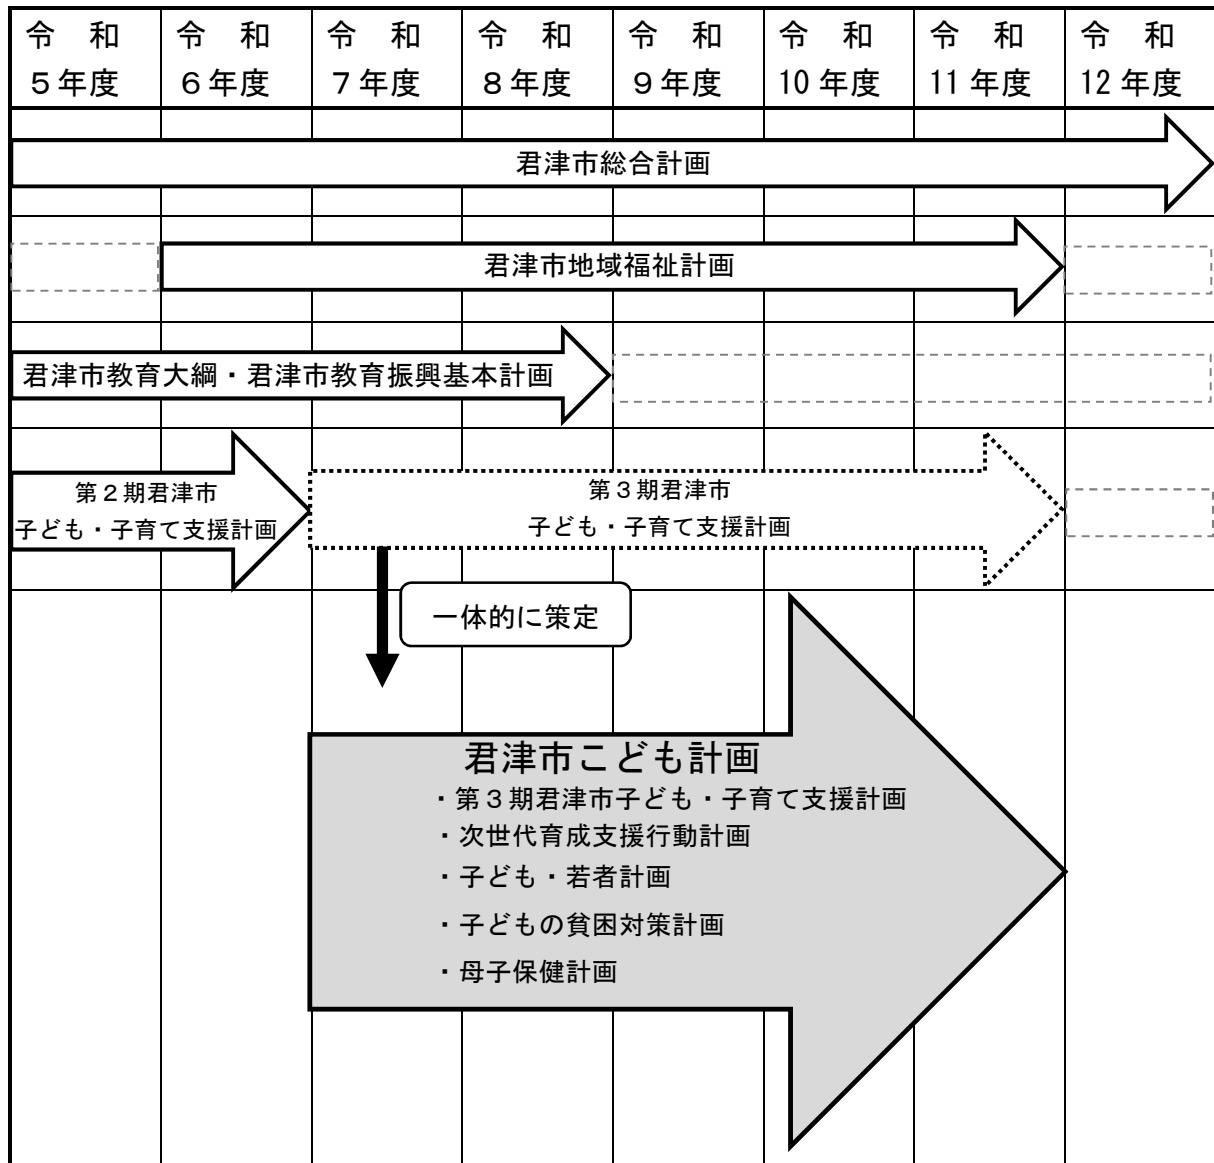 令　和　令　和　令　和　令　和　令　和　令　和　令　和　令　和
５年度　６年度　７年度　８年度　９年度　10 年度　11 年度　12 年度
君津市総合計画
君津市地域福祉計画
君津市教育大綱・君津市教育振興基本計画
第２期君津市
子ども・子育て支援計画
第３期君津市
子ども・子育て支援計画
一体的に策定
君津市こども計画
・第３期君津市子ども・子育て支援計画
・次世代育成支援行動計画
・子ども・若者計画
・子どもの貧困対策計画
・母子保健計画